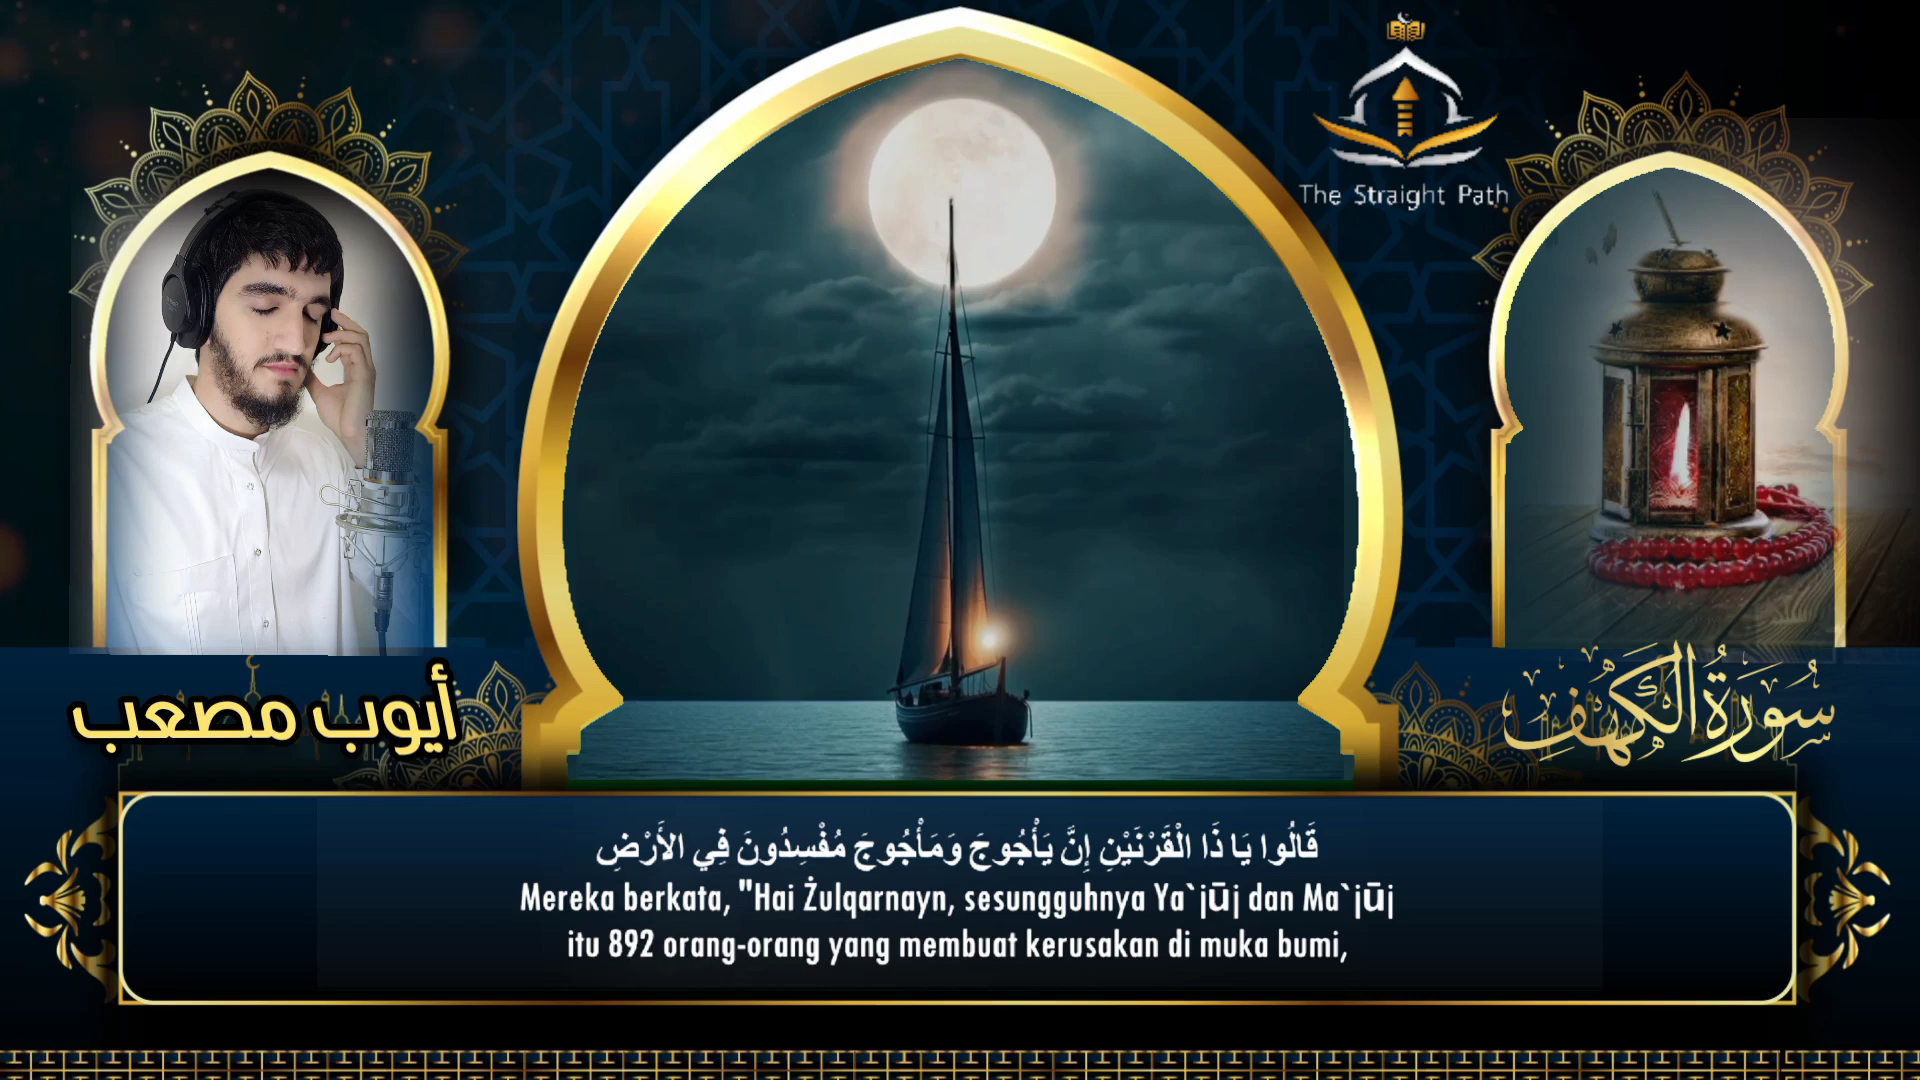 The Straight Path
أيوب مصعب
سُورَةُ الكَهْفِ
قَالُوا يَا ذَا الْقَرْنَيْنِ إِنَّ يَأْجُوجَ وَمَأْجُوجَ مُفْسِدُونَ فِي الأَرْضِ
Mereka berkata, "Hai Żulqarnayn, sesungguhnya Ya`jūj dan Ma`jūj
itu 892 orang-orang yang membuat kerusakan di muka bumi,